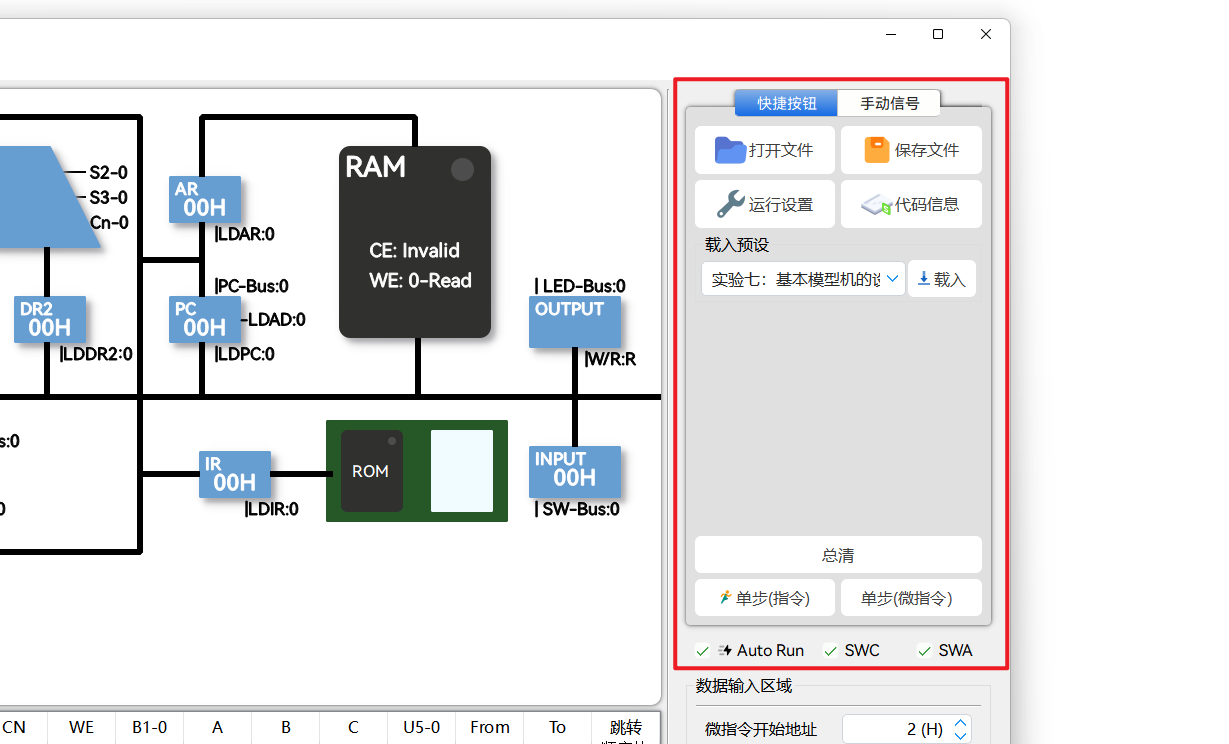 S2-0
S3-0
Cn-0
AR
00H
|LDAR:0
RAM
CE: Invalid
WE: 0-Read
DR2
00H
|LDDR2:0
|PC-Bus:0
PC
00H
-LDAD:0
|LDPC:0
| LED-Bus:0
OUTPUT
|W/R:R
s:0
0
IR
00H
|LDIR:0
ROM
INPUT
00H
| SW-Bus:0
快捷按钮 手动信号
打开文件 保存文件
运行设置 代码信息
载入预设
实验七：基本模型机的 载入
总清
单步(指令) 单步(微指令)
Auto Run SWC SWA
数据输入区域
微指令开始地址 2 (H)
CN WE B1-0 A B C U5-0 From To 跳转